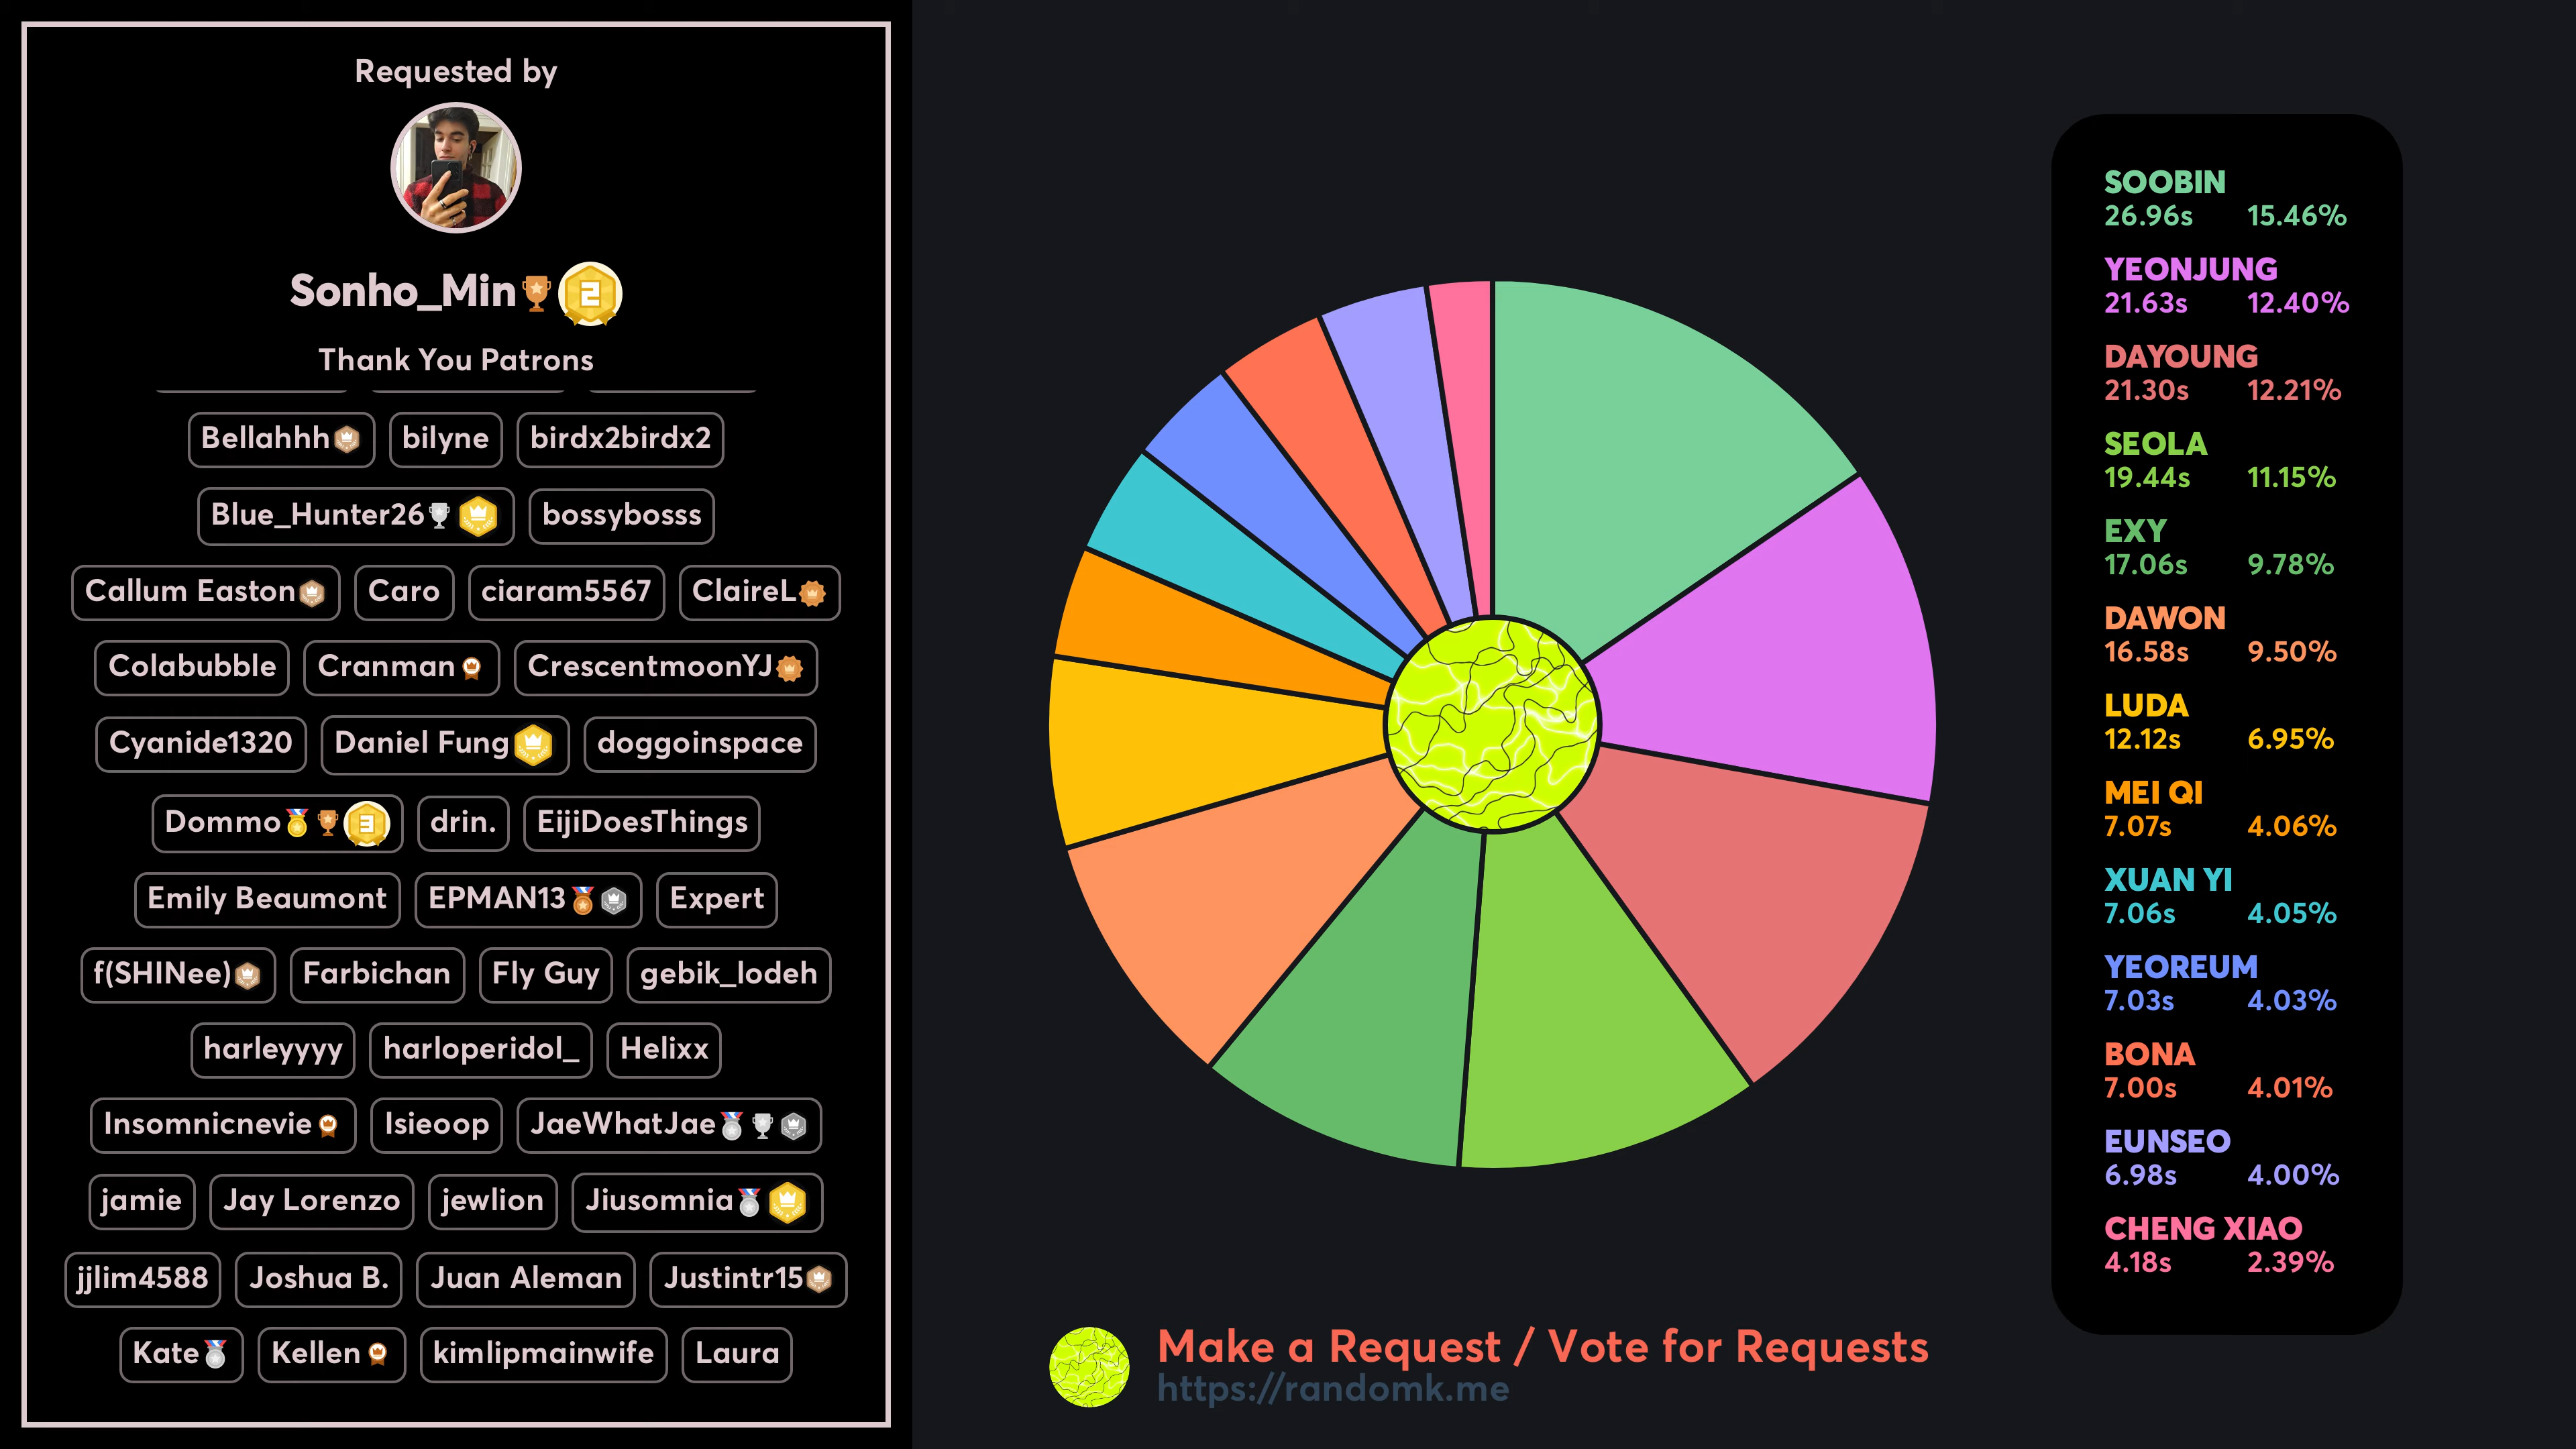 Requested by
Sonho_Min
2
Thank You Patrons
Bellahhh bilyne birdx2birdx2
Blue_Hunter26 bossybosss
Callum Easton Caro ciaram5567 ClaireL
Colabubble Cranman CrescentmoonYJ
Cyanide1320 Daniel Fung doggoinspace
Dommo 3 drin. EijiDoesThings
Emily Beaumont EPMAN13 Expert
f(SHINee) Farbichan Fly Guy gebik_lodeh
harleyyyy harloperidol_ Helixx
Insomnicnevie Isieoop JaeWhatJae
jamie Jay Lorenzo jewlion Jiusomnia
jjlim4588 Joshua B. Juan Aleman Justintr15
Kate Kellen kimlipmainwife Laura
SOOBIN
26.96s 15.46%
YEONJUNG
21.63s 12.40%
DAYOUNG
21.30s 12.21%
SEOLA
19.44s 11.15%
EXY
17.06s 9.78%
DAWON
16.58s 9.50%
LUDA
12.12s 6.95%
MEI QI
7.07s 4.06%
XUAN YI
7.06s 4.05%
YEOREUM
7.03s 4.03%
BONA
7.00s 4.01%
EUNSEO
6.98s 4.00%
CHENG XIAO
4.18s 2.39%
Make a Request / Vote for Requests
https://randomk.me